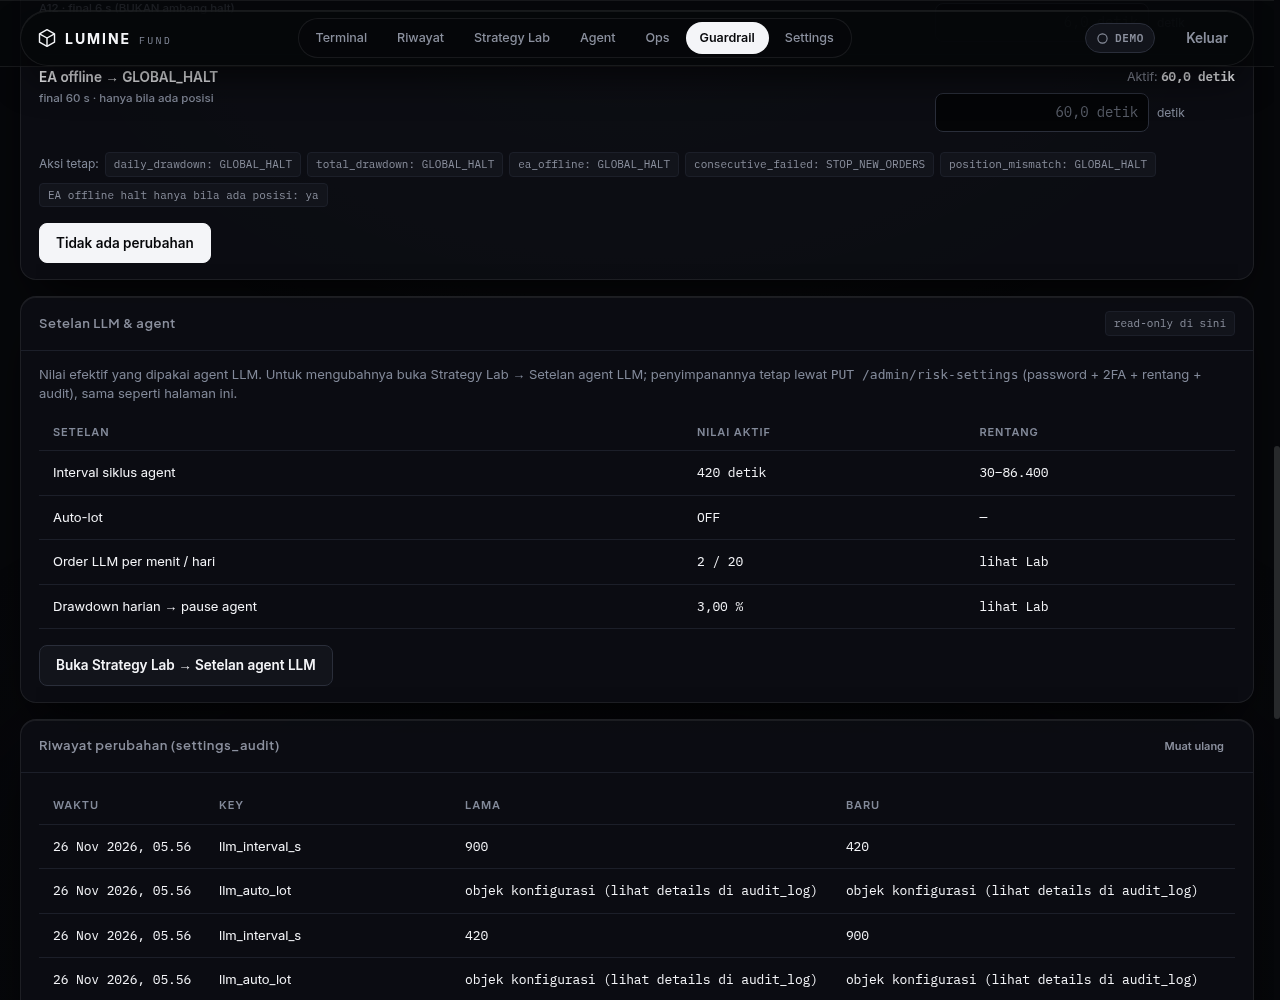 A12 · final 6 s (BUKAN ambang halt)
LUMINE FUND
Terminal Riwayat Strategy Lab Agent Ops Guardrail Settings
DEMO Keluar
EA offline → GLOBAL_HALT
Aktif: 60,0 detik
final 60 s · hanya bila ada posisi
60,0 detik detik
Aksi tetap: daily_drawdown: GLOBAL_HALT total_drawdown: GLOBAL_HALT ea_offline: GLOBAL_HALT consecutive_failed: STOP_NEW_ORDERS position_mismatch: GLOBAL_HALT
EA offline halt hanya bila ada posisi: ya
Tidak ada perubahan
Setelan LLM & agent read-only di sini
Nilai efektif yang dipakai agent LLM. Untuk mengubahnya buka Strategy Lab → Setelan agent LLM; penyimpanannya tetap lewat PUT /admin/risk-settings (password + 2FA + rentang +
audit), sama seperti halaman ini.
SETELAN NILAI AKTIF RENTANG
Interval siklus agent 420 detik 30–86.400
Auto-lot OFF —
Order LLM per menit / hari 2 / 20 lihat Lab
Drawdown harian → pause agent 3,00 % lihat Lab
Buka Strategy Lab → Setelan agent LLM
Riwayat perubahan (settings_audit) Muat ulang
WAKTU KEY LAMA BARU
26 Nov 2026, 05.56 llm_interval_s 900 420
26 Nov 2026, 05.56 llm_auto_lot objek konfigurasi (lihat details di audit_log) objek konfigurasi (lihat details di audit_log)
26 Nov 2026, 05.56 llm_interval_s 420 900
26 Nov 2026, 05.56 llm_auto_lot objek konfigurasi (lihat details di audit_log) objek konfigurasi (lihat details di audit_log)